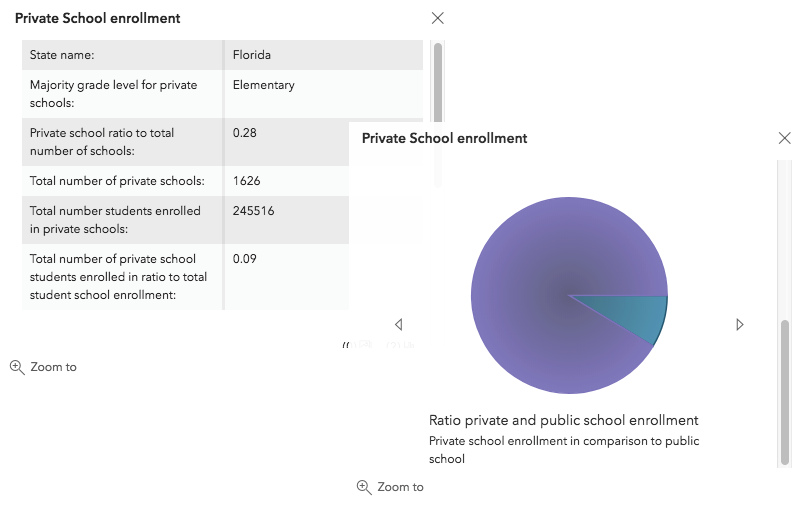 Private School enrollment
State name: Florida
Majority grade level for private Elementary
schools:
Private school ratio to total 0.28
number of schools:
Total number of private schools: 1626
Total number students enrolled 245516
in private schools:
Total number of private school 0.09
students enrolled in ratio to total
student school enrollment:
Zoom to
Private School enrollment
Ratio private and public school enrollment
Private school enrollment in comparison to public
school
Zoom to